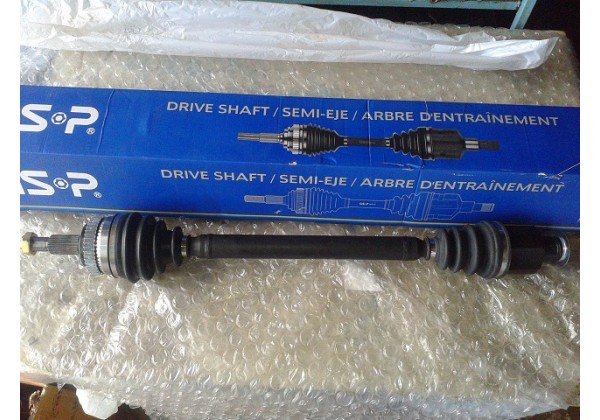 S·P®
DRIVE SHAFT / SEMI-EJE / ARBRE D'ENTRAÎNEMENT
S·P®
DRIVE SHAFT / SEMI-EJE / ARBRE D'ENTRAÎNEMENT